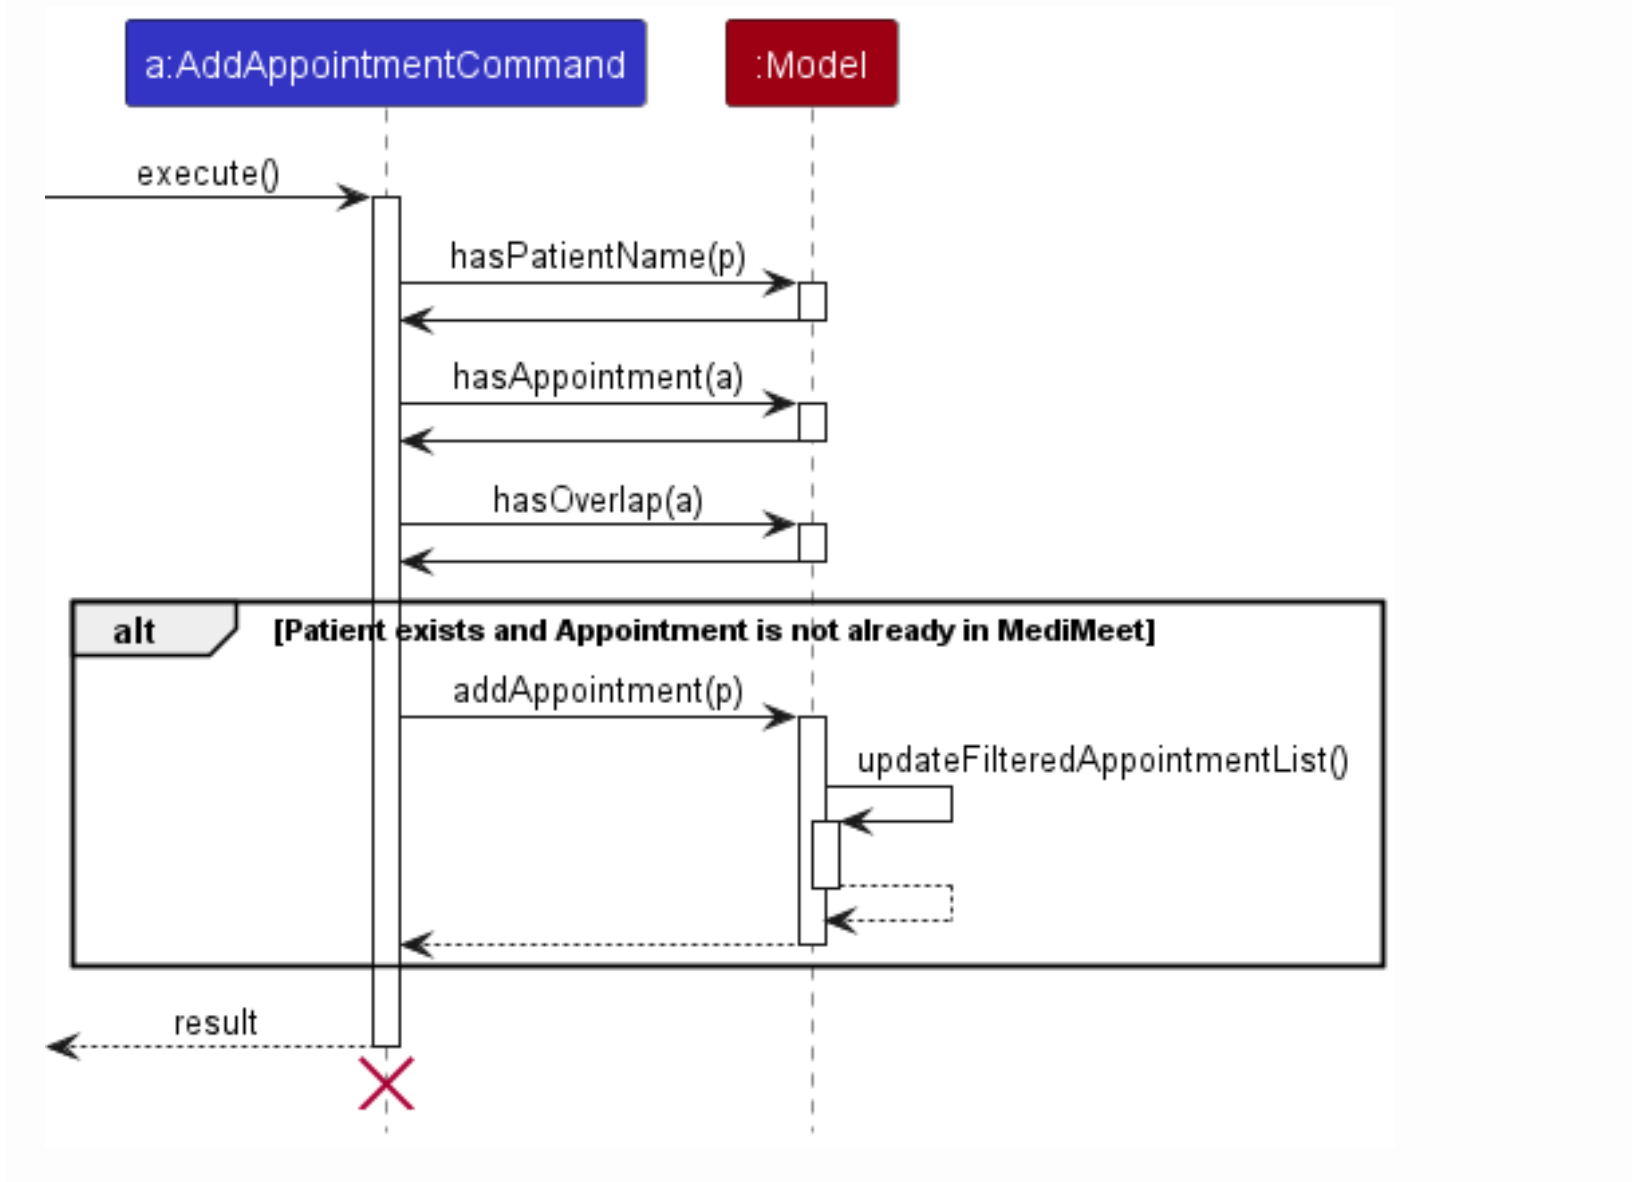 a:AddAppointmentCommand
:Model
execute()
hasPatientName(p)
hasAppointment(a)
hasOverlap(a)
alt
[Patient exists and Appointment is not already in MediMeet]
addAppointment(p)
updateFilteredAppointmentList()
result